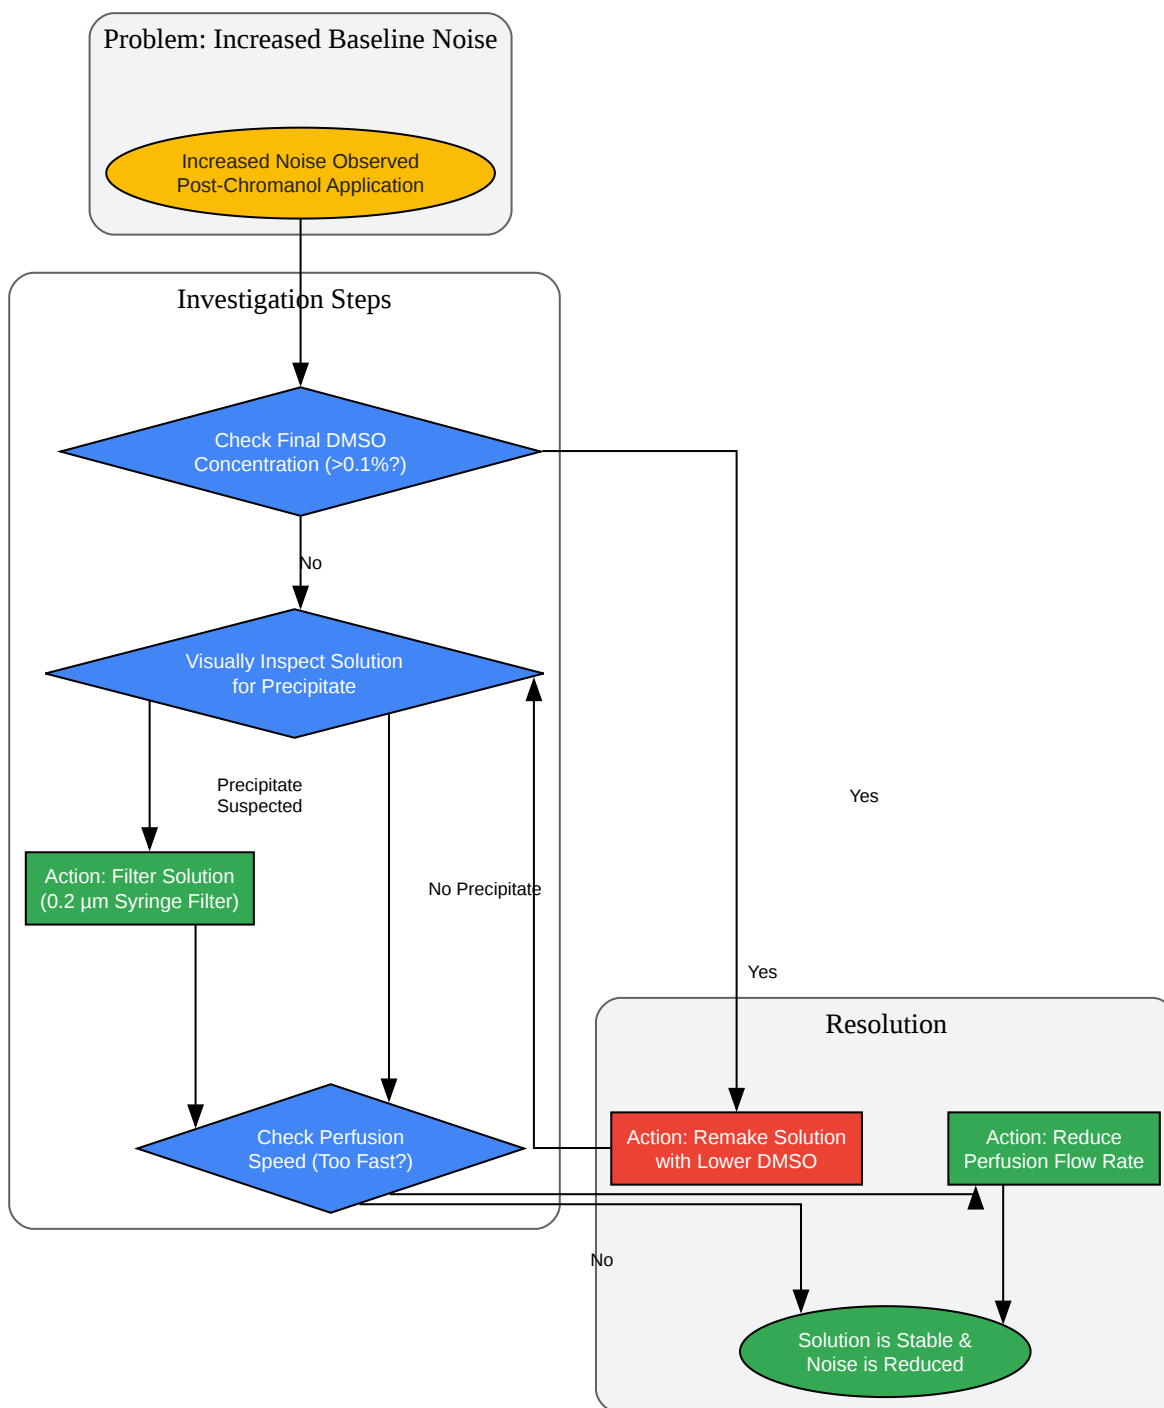 Problem: Increased Baseline Noise
Increased Noise Observed
Post-Chromanol Application
Investigation Steps
Check Final DMSO
Concentration (>0.1%?)
No
Visually Inspect Solution
for Precipitate
Precipitate
Suspected
Yes
Action: Filter Solution
(0.2 µm Syringe Filter)
No Precipitate
Yes
Resolution
Check Perfusion
Speed (Too Fast?)
Action: Remake Solution
with Lower DMSO
Action: Reduce
Perfusion Flow Rate
No
Solution is Stable &
Noise is Reduced